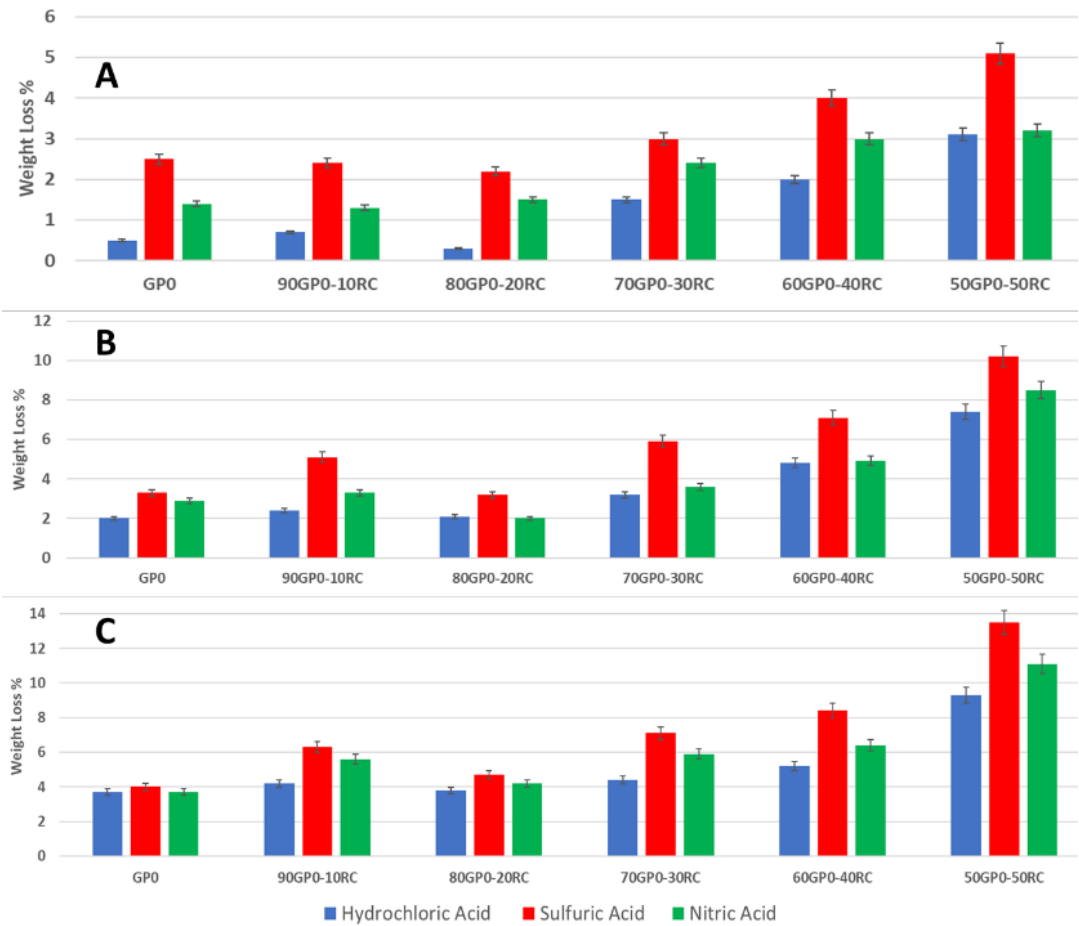 A
Weight Loss %
6
5
4
3
2
1
0
GP0 90GP0-10RC 80GP0-20RC 70GP0-30RC 60GP0-40RC 50GP0-50RC
B
Weight Loss %
12
10
8
6
4
2
0
GP0 90GP0-10RC 80GP0-20RC 70GP0-30RC 60GP0-40RC 50GP0-50RC
C
Weight Loss %
14
12
10
8
6
4
2
0
GP0 90GP0-10RC 80GP0-20RC 70GP0-30RC 60GP0-40RC 50GP0-50RC
Hydrochloric Acid Sulfuric Acid Nitric Acid